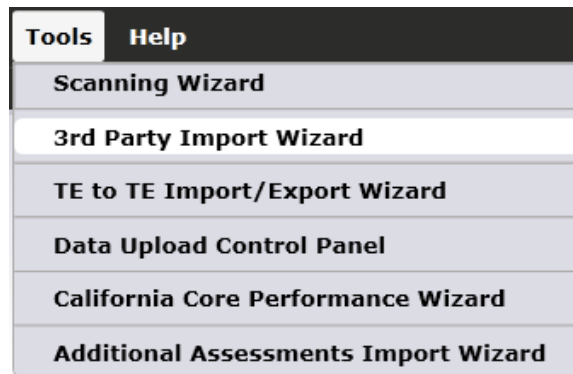 Tools Help
Scanning Wizard
3rd Party Import Wizard
TE to TE Import/Export Wizard
Data Upload Control Panel
California Core Performance Wizard
Additional Assessments Import Wizard